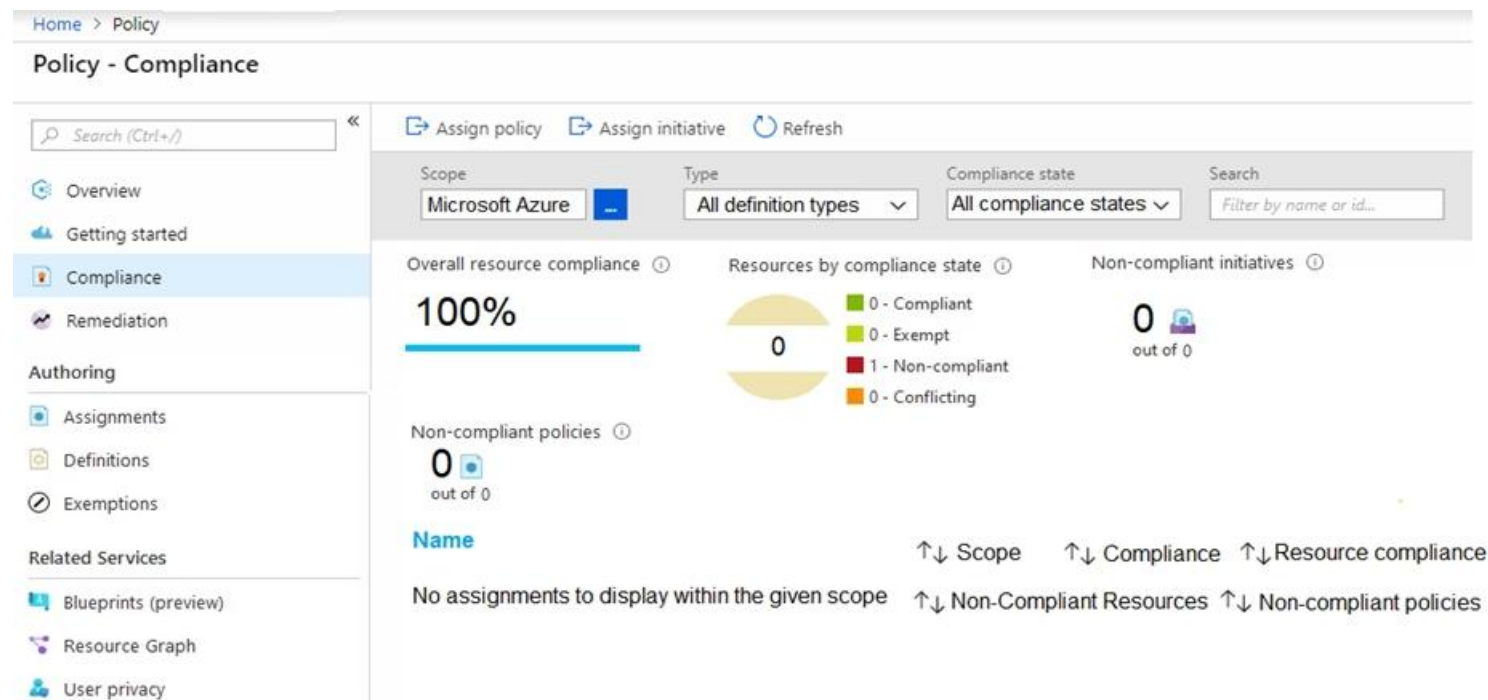 Home > Policy
Policy - Compliance
Search (Ctrl+/)
«
Overview
Getting started
Compliance
Remediation
Authoring
Assignments
Definitions
Exemptions
Related Services
Blueprints (preview)
Resource Graph
User privacy
Assign policy Assign initiative Refresh
Scope Type Compliance state Search
Microsoft Azure ... All definition types All compliance states Filter by name or id...
Overall resource compliance
100%
Resources by compliance state
0
0 - Compliant
0 - Exempt
1 - Non-compliant
0 - Conflicting
Non-compliant initiatives
0
out of 0
Non-compliant policies
0
out of 0
Name ↑↓ Scope ↑↓ Compliance ↑↓ Resource compliance
No assignments to display within the given scope ↑↓ Non-Compliant Resources ↑↓ Non-compliant policies